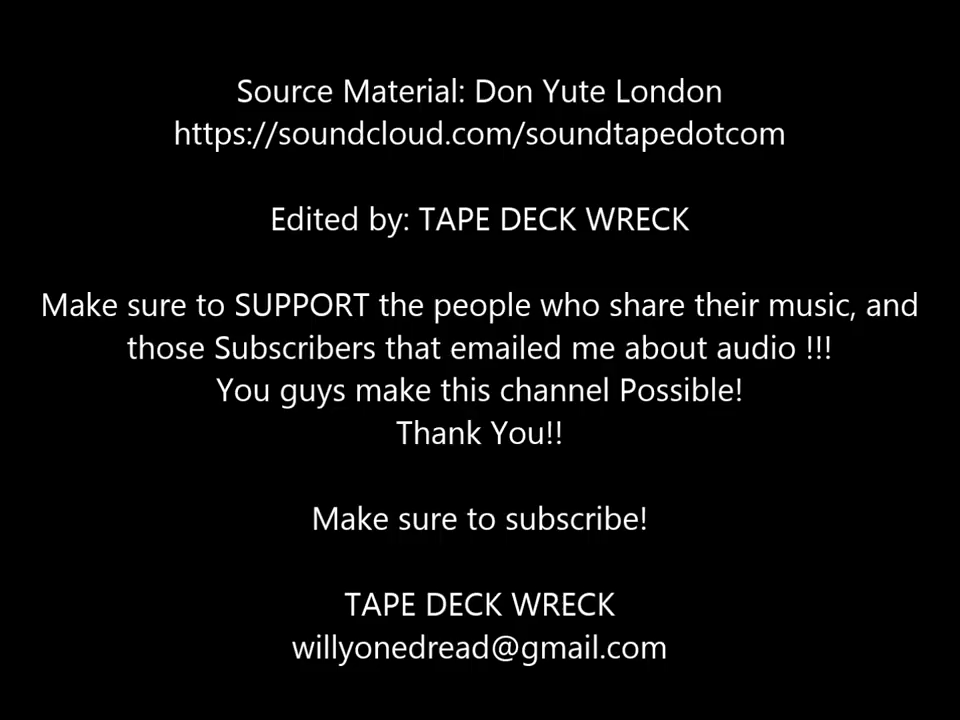 Source Material: Don Yute London
https://soundcloud.com/soundtapedotcom
Edited by: TAPE DECK WRECK
Make sure to SUPPORT the people who share their music, and
those Subscribers that emailed me about audio !!!
You guys make this channel Possible!
Thank You!!
Make sure to subscribe!
TAPE DECK WRECK
willyonedread@gmail.com